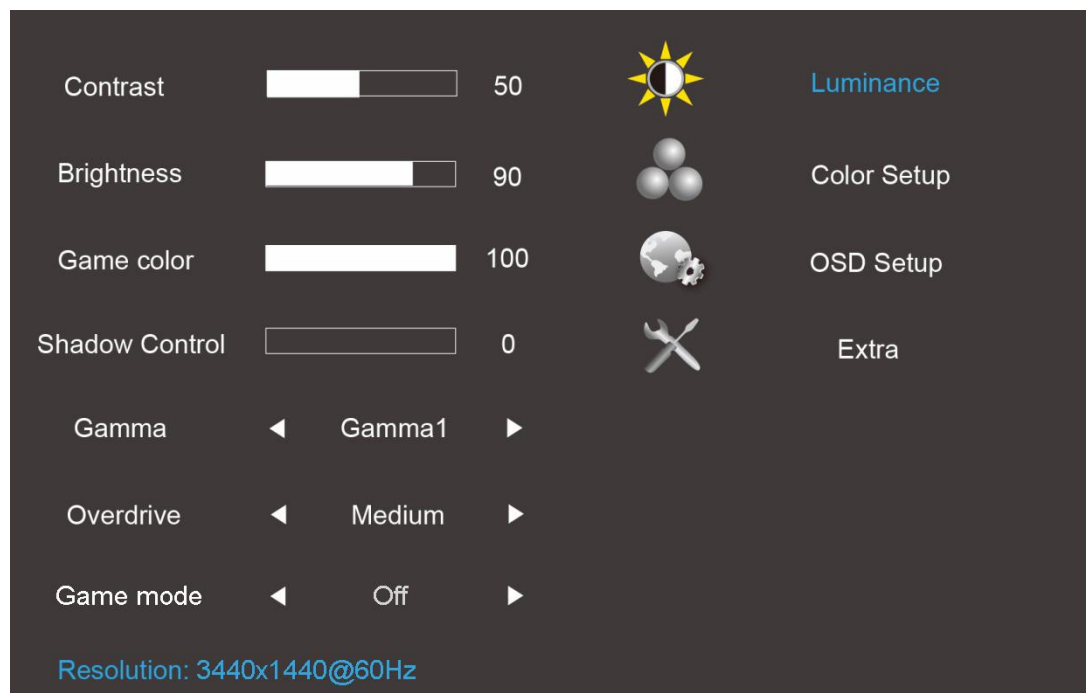 Contrast 50
Brightness 90
Game color 100
Shadow Control 0
Gamma Gamma1
Overdrive Medium
Game mode Off
Resolution: 3440x1440@60Hz
Luminance
Color Setup
OSD Setup
Extra